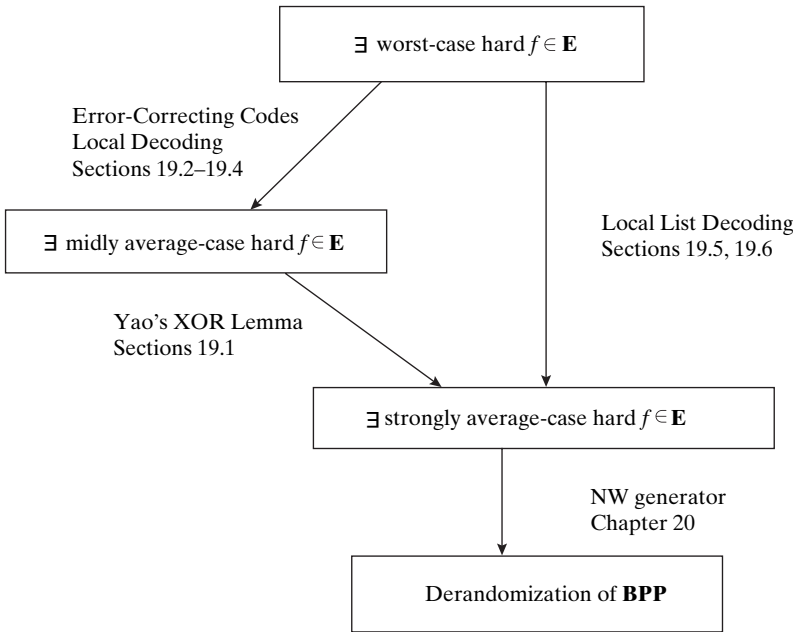 ∃ worst-case hard f ∈ E
Error-Correcting Codes
Local Decoding
Sections 19.2–19.4
∃ midly average-case hard f ∈ E
Local List Decoding
Sections 19.5, 19.6
Yao's XOR Lemma
Sections 19.1
∃ strongly average-case hard f ∈ E
NW generator
Chapter 20
Derandomization of BPP